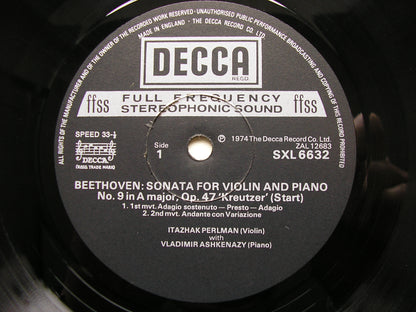 ALL RIGHTS OF THE MANUFACTURER AND OF THE OWNER OF THE RECORDED WORK RESERVED · UNAUTHORISED PUBLIC PERFORMANCE BROADCASTING AND COPYING OF THIS RECORD PROHIBITED
MADE IN ENGLAND · THE DECCA RECORD CO. LTD
DECCA
REGD.
ffss FULL FREQUENCY ffss
STEREOPHONIC SOUND
SPEED 33⅓
DECCA
Side
1
℗ 1974 The Decca Record Co. Ltd.
ZAL 12683
SXL 6632
BEETHOVEN: SONATA FOR VIOLIN AND PIANO
No. 9 in A major, Op. 47 'Kreutzer' (Start)
1. 1st mvt. Adagio sostenuto — Presto — Adagio
2. 2nd mvt. Andante con Variazione
ITAZHAK PERLMAN (Violin)
with
VLADIMIR ASHKENAZY (Piano)